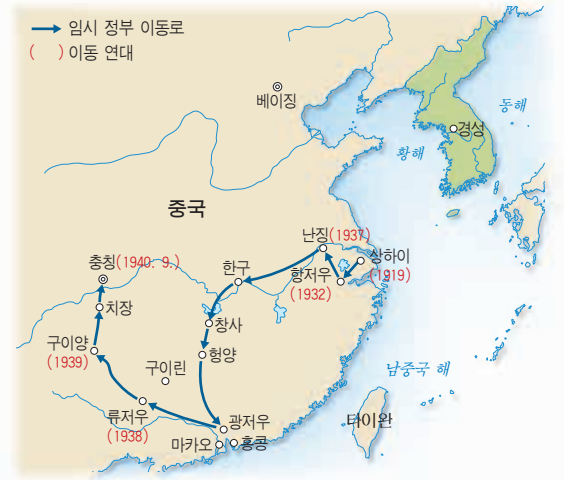 임시 정부 이동로
( ) 이동 연대
베이징
동해
경성
황해
중국
난징(1937)
상하이
(1919)
충칭(1940. 9.)
한구
항저우
(1932)
치장
창사
구이양
(1939)
헝양
구이린
남중국 해
류저우
(1938)
광저우
타이완
마카오
홍콩